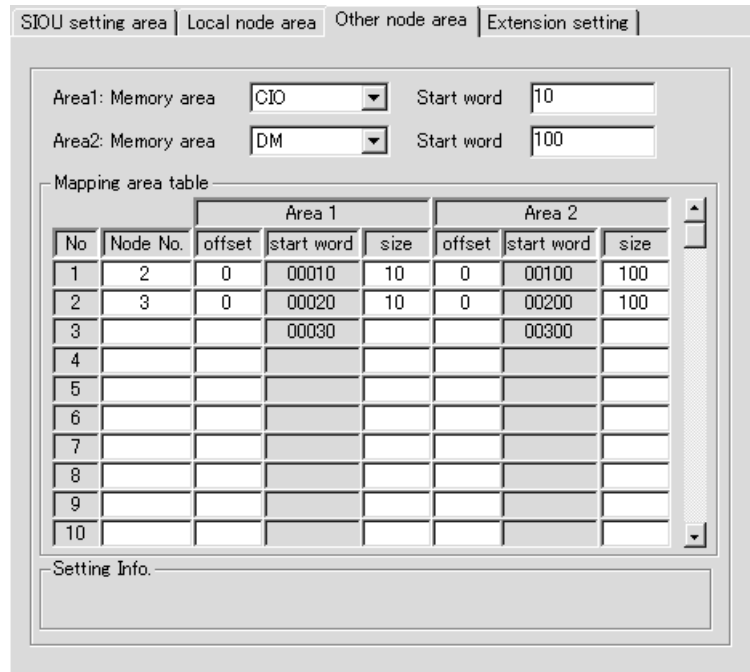 SIOU setting area Local node area Other node area Extension setting
Area1: Memory area CIO Start word 10
Area2: Memory area DM Start word 100
Mapping area table
Area 1 Area 2
No Node No. offset start word size offset start word size
1 2 0 00010 10 0 00100 100
2 3 0 00020 10 0 00200 100
3 00030 00300
4
5
6
7
8
9
10
Setting Info.